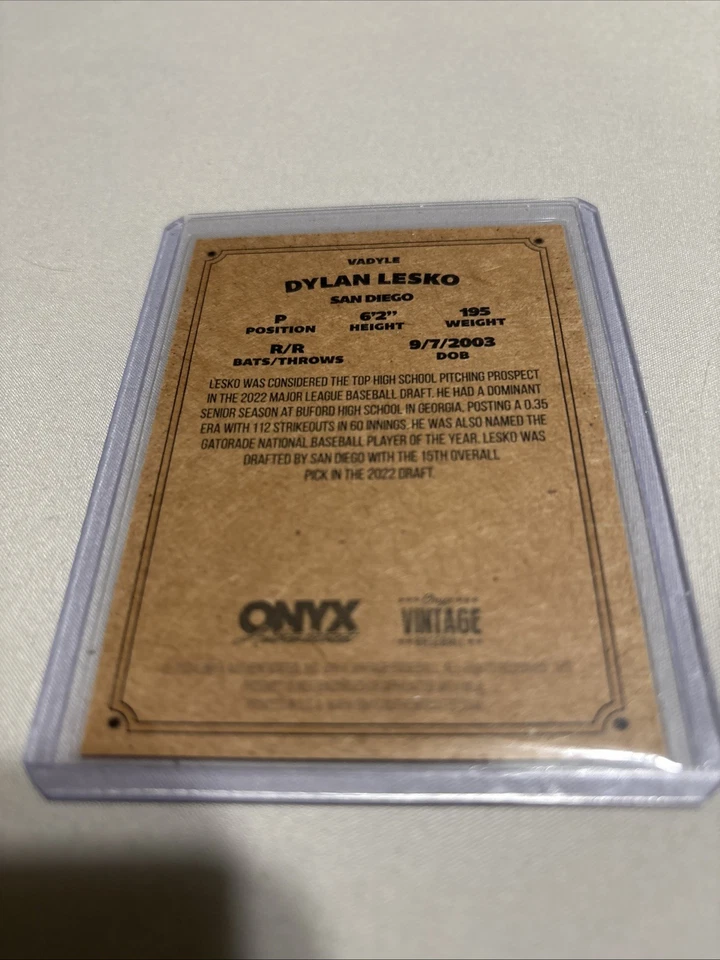 VADYLE
DYLAN LESKO
SAN DIEGO
P 6'2" 195
POSITION HEIGHT WEIGHT
R/R 9/7/2003
BATS/THROWS DOB
LESKO WAS CONSIDERED THE TOP HIGH SCHOOL PITCHING PROSPECT
IN THE 2022 MAJOR LEAGUE BASEBALL DRAFT. HE HAD A DOMINANT
SENIOR SEASON AT BUFORD HIGH SCHOOL IN GEORGIA, POSTING A 0.35
ERA WITH 112 STRIKEOUTS IN 60 INNINGS. HE WAS ALSO NAMED THE
GATORADE NATIONAL BASEBALL PLAYER OF THE YEAR. LESKO WAS
DRAFTED BY SAN DIEGO WITH THE 15TH OVERALL
PICK IN THE 2022 DRAFT.
ONYX VINTAGE